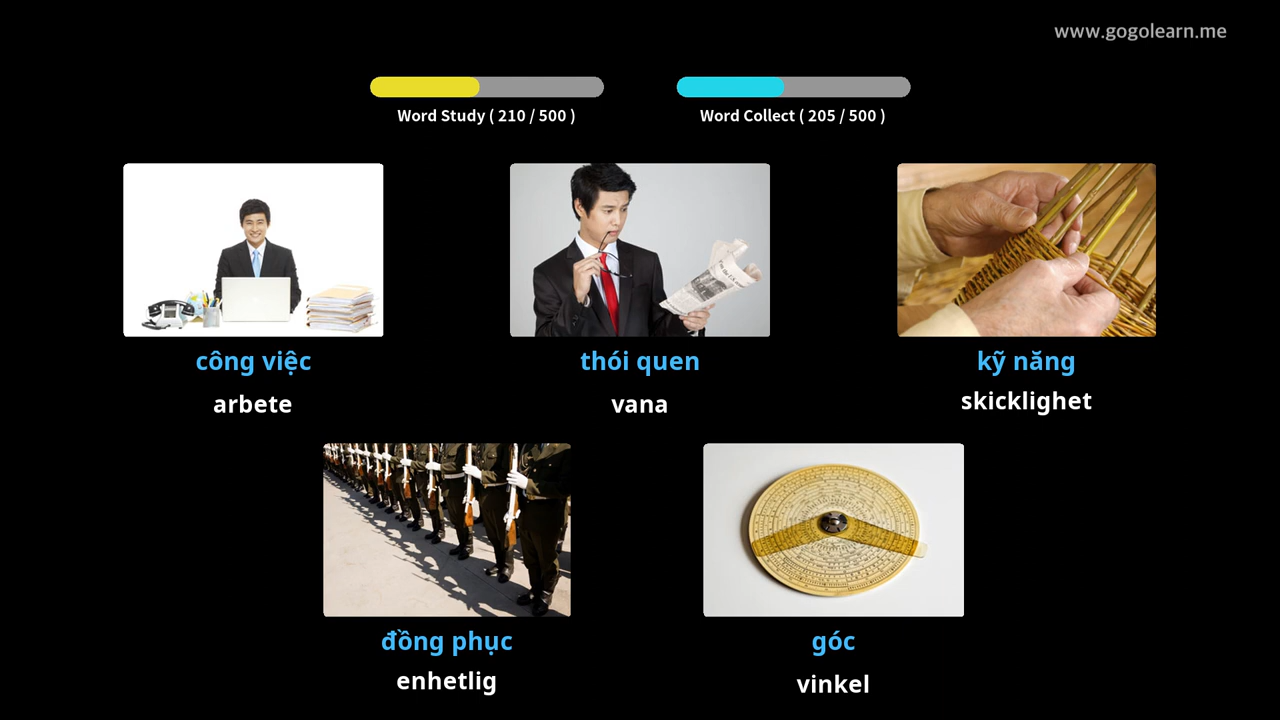 www.gogolearn.me
Word Study ( 210 / 500 )
Word Collect ( 205 / 500 )
công việc
thói quen
kỹ năng
arbete
vana
skicklighet
đồng phục
góc
enhetlig
vinkel